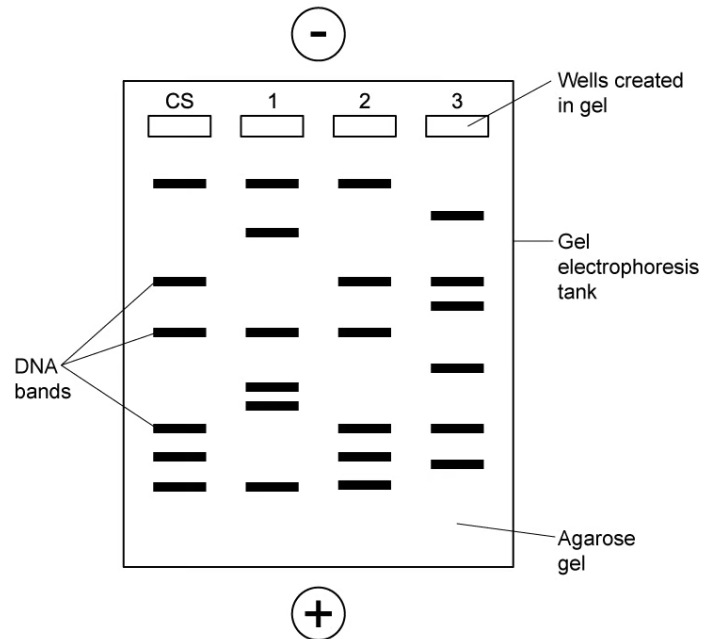 -
CS 1 2 3
Wells created
in gel
Gel
electrophoresis
tank
DNA
bands
Agarose
gel
+